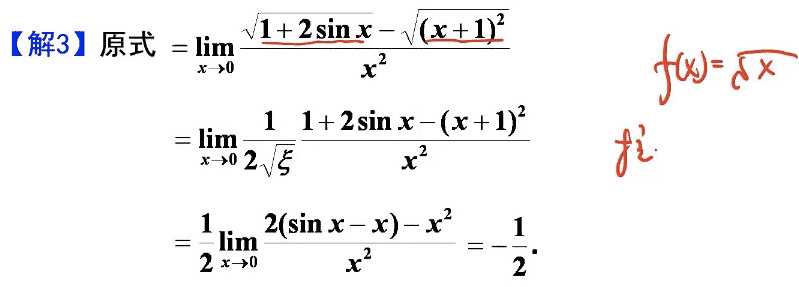 【解3】原式 = lim_{x→0} (√(1+2sin x) − √((x+1)²)) / x²
f(x)=√x
= lim_{x→0} 1/(2√ξ) · (1+2sin x−(x+1)²) / x²
= 1/2 lim_{x→0} (2(sin x − x) − x²) / x² = −1/2.